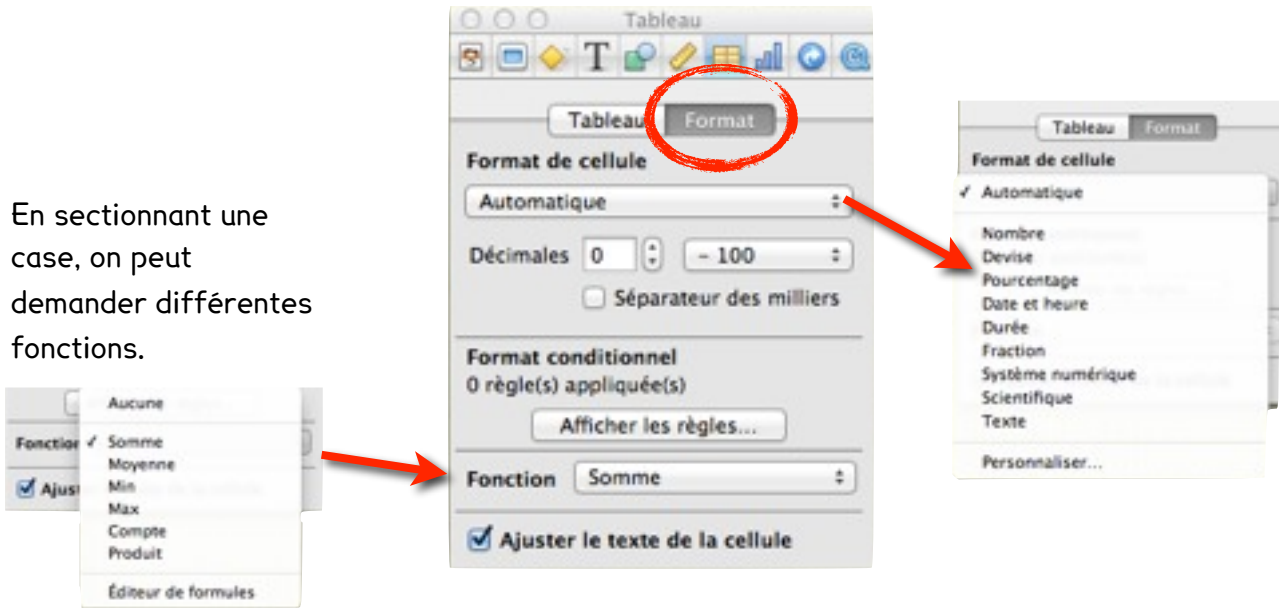 Tableau
T
Tableau Format
Format de cellule
Automatique
Décimales 0 - 100
Séparateur des milliers
Format conditionnel
0 règle(s) appliquée(s)
Afficher les règles...
Fonction Somme
Ajuster le texte de la cellule
En sectionnant une
case, on peut
demander différentes
fonctions.
Aucune
Fonction ✓ Somme
Moyenne
Ajus Min
Max
Compte
Produit
Éditeur de formules
Tableau Format
Format de cellule
✓ Automatique
Nombre
Devise
Pourcentage
Date et heure
Durée
Fraction
Système numérique
Scientifique
Texte
Personnaliser...